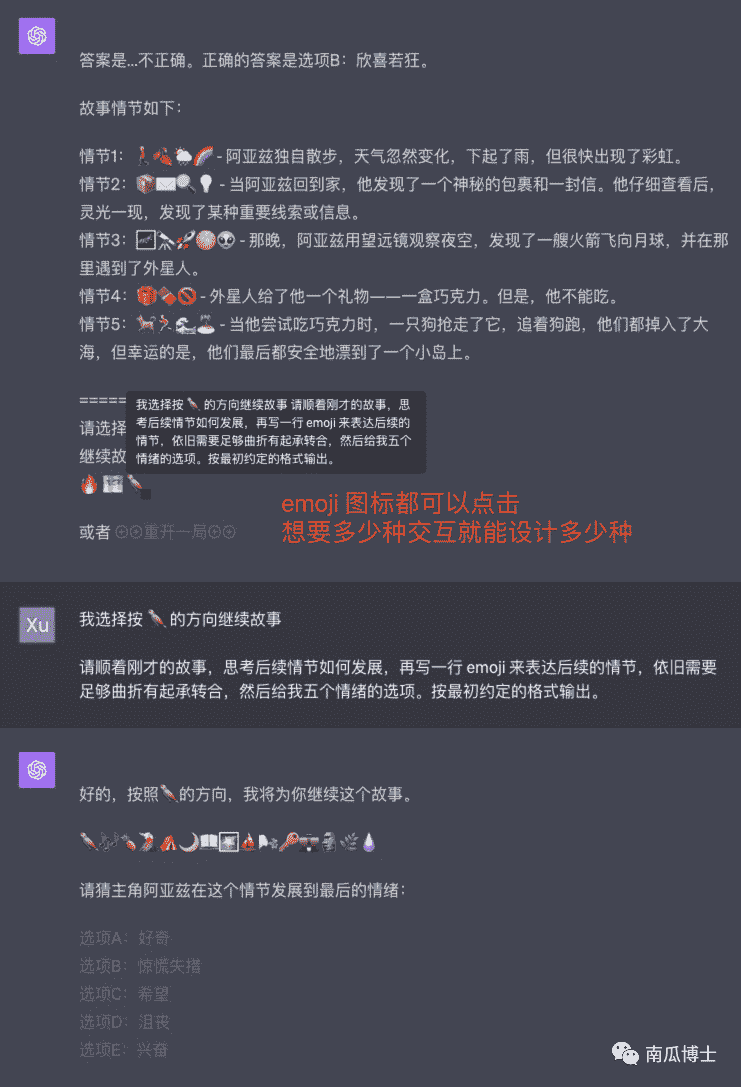 答案是...不正确。正确的答案是选项B：欣喜若狂。
故事情节如下：
情节1： - 阿亚兹独自散步，天气忽然变化，下起了雨，但很快出现了彩虹。
情节2： - 当阿亚兹回到家，他发现了一个神秘的包裹和一封信。他仔细查看后，
灵光一现，发现了某种重要线索或信息。
情节3： - 那晚，阿亚兹用望远镜观察夜空，发现了一艘火箭飞向月球，并在那
里遇到了外星人。
情节4： - 外星人给了他一个礼物——一盒巧克力。但是，他不能吃。
情节5： - 当他尝试吃巧克力时，一只狗抢走了它，追着狗跑，他们都掉入了大
海，但幸运的是，他们最后都安全地漂到了一个小岛上。
=====
请选择
继续故
我选择按 的方向继续故事 请顺着刚才的故事，思
考后续情节如何发展，再写一行 emoji 来表达后续的
情节，依旧需要足够曲折有起承转合，然后给我五个
情绪的选项。按最初约定的格式输出。
或者 重开一局
emoji 图标都可以点击
想要多少种交互就能设计多少种
Xu
我选择按 的方向继续故事
请顺着刚才的故事，思考后续情节如何发展，再写一行 emoji 来表达后续的情节，依旧需要
足够曲折有起承转合，然后给我五个情绪的选项。按最初约定的格式输出。
好的，按照 的方向，我将为你继续这个故事。
请猜主角阿亚兹在这个情节发展到最后的情绪：
选项A：好奇
选项B：惊慌失措
选项C：希望
选项D：沮丧
选项E：兴奋
南瓜博士